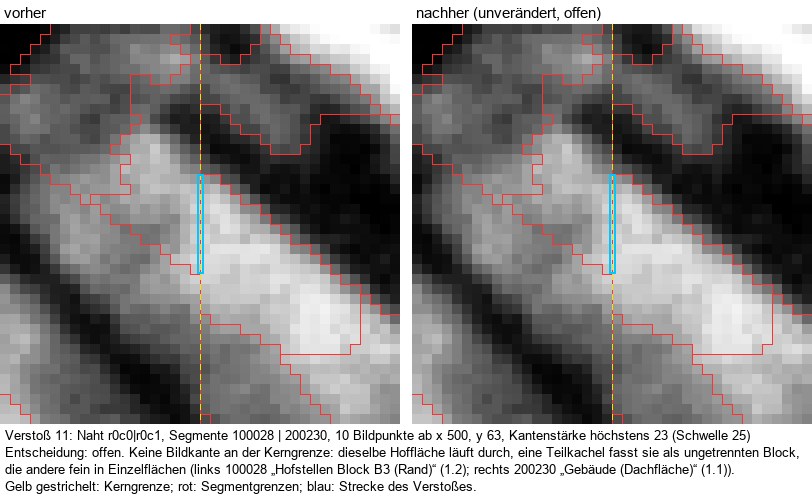 vorher
nachher (unverändert, offen)
Verstoß 11: Naht r0c0|r0c1, Segmente 100028 | 200230, 10 Bildpunkte ab x 500, y 63, Kantenstärke höchstens 23 (Schwelle 25)
Entscheidung: offen. Keine Bildkante an der Kerngrenze: dieselbe Hoffläche läuft durch, eine Teilkachel fasst sie als ungetrennten Block,
die andere fein in Einzelflächen (links 100028 „Hofstellen Block B3 (Rand)“ (1.2); rechts 200230 „Gebäude (Dachfläche)“ (1.1)).
Gelb gestrichelt: Kerngrenze; rot: Segmentgrenzen; blau: Strecke des Verstoßes.